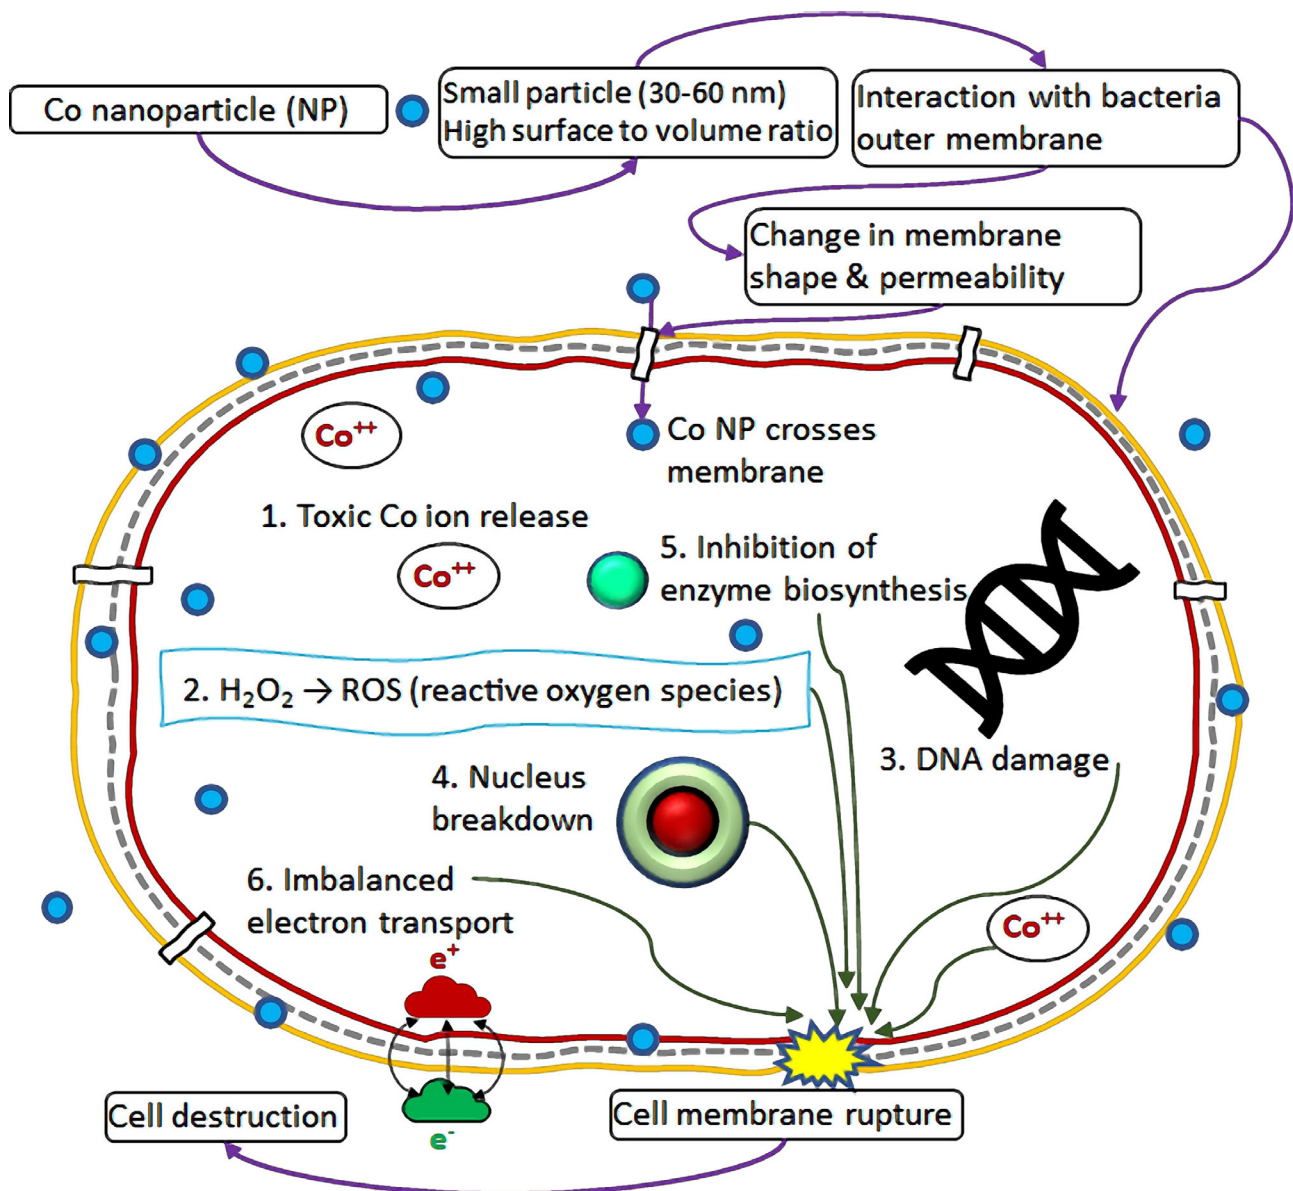 Co nanoparticle (NP)
Small particle (30-60 nm)
High surface to volume ratio
Interaction with bacteria
outer membrane
Change in membrane
shape & permeability
Co⁺⁺
Co NP crosses
membrane
1. Toxic Co ion release
Co⁺⁺
5. Inhibition of
enzyme biosynthesis
2. H₂O₂ → ROS (reactive oxygen species)
3. DNA damage
4. Nucleus
breakdown
6. Imbalanced
electron transport
Co⁺⁺
e⁺
e⁻
Cell destruction
Cell membrane rupture